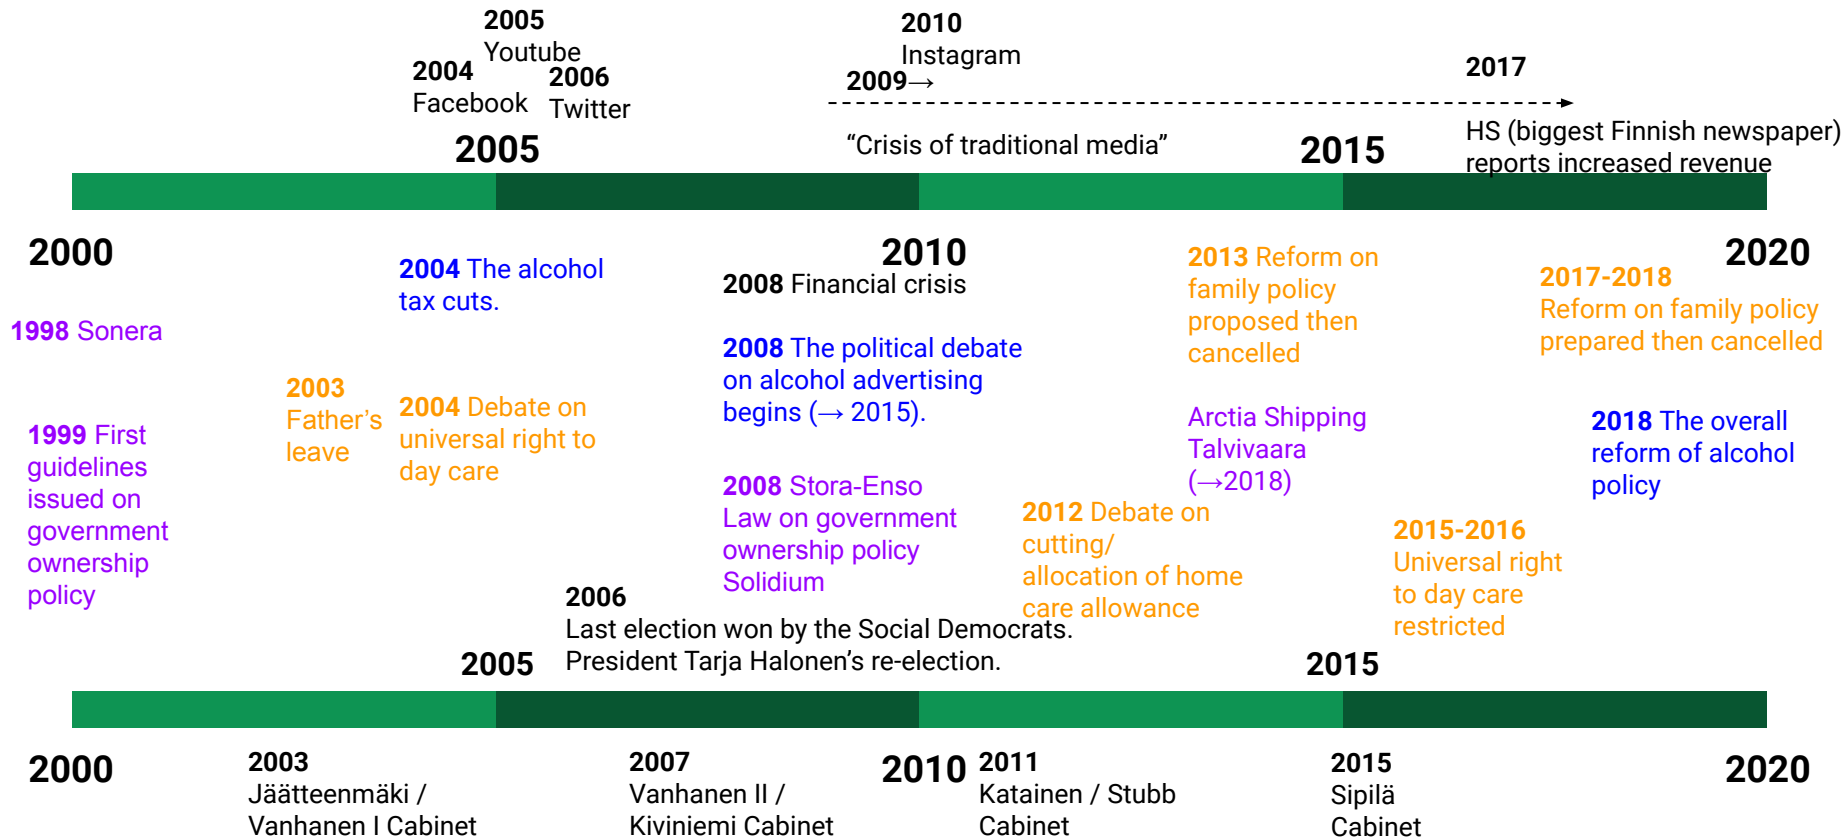 2005
Youtube
2004
Facebook
2006
Twitter
2010
Instagram
2009→
2017
"Crisis of traditional media"
HS (biggest Finnish newspaper)
reports increased revenue
2005
2015
2000
2010
2020
1998 Sonera
1999 First
guidelines
issued on
government
ownership
policy
2003
Father's
leave
2004 The alcohol
tax cuts.
2004 Debate on
universal right to
day care
2008 Financial crisis
2008 The political debate
on alcohol advertising
begins (→ 2015).
2008 Stora-Enso
Law on government
ownership policy
Solidium
2006
Last election won by the Social Democrats.
President Tarja Halonen's re-election.
2013 Reform on
family policy
proposed then
cancelled
Arctia Shipping
Talvivaara
(→2018)
2012 Debate on
cutting/
allocation of home
care allowance
2017-2018
Reform on family policy
prepared then cancelled
2018 The overall
reform of alcohol
policy
2015-2016
Universal right
to day care
restricted
2005
2015
2000
2010
2020
2003
Jäätteenmäki /
Vanhanen I Cabinet
2007
Vanhanen II /
Kiviniemi Cabinet
2011
Katainen / Stubb
Cabinet
2015
Sipilä
Cabinet